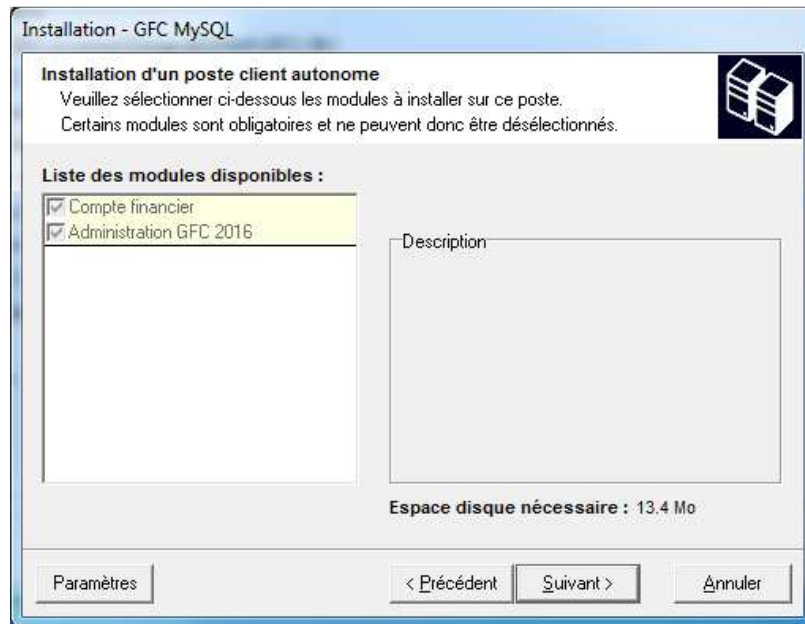 Installation - GFC MySQL
Installation d'un poste client autonome
Veuillez sélectionner ci-dessous les modules à installer sur ce poste.
Certains modules sont obligatoires et ne peuvent donc être désélectionnés.
Liste des modules disponibles :
Compte financier
Administration GFC 2016
Description
Espace disque nécessaire : 13.4 Mo
Paramètres
< Précédent
Suivant >
Annuler